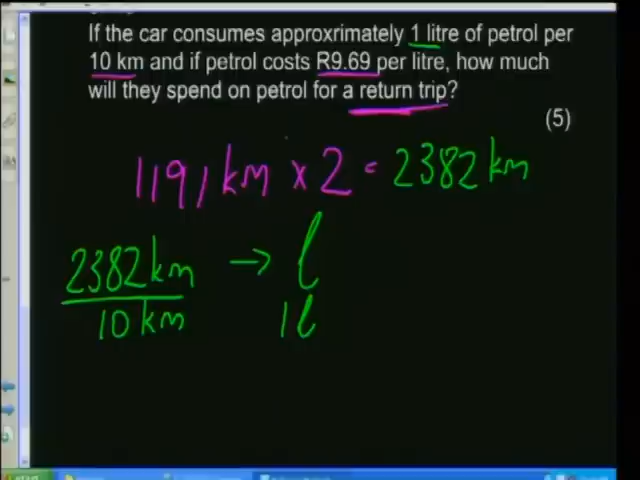 If the car consumes approxrimately 1 litre of petrol per
10 km and if petrol costs R9.69 per litre, how much
will they spend on petrol for a return trip?
(5)
1191 km × 2 = 2382 km
2382 km → l
10 km 1 l